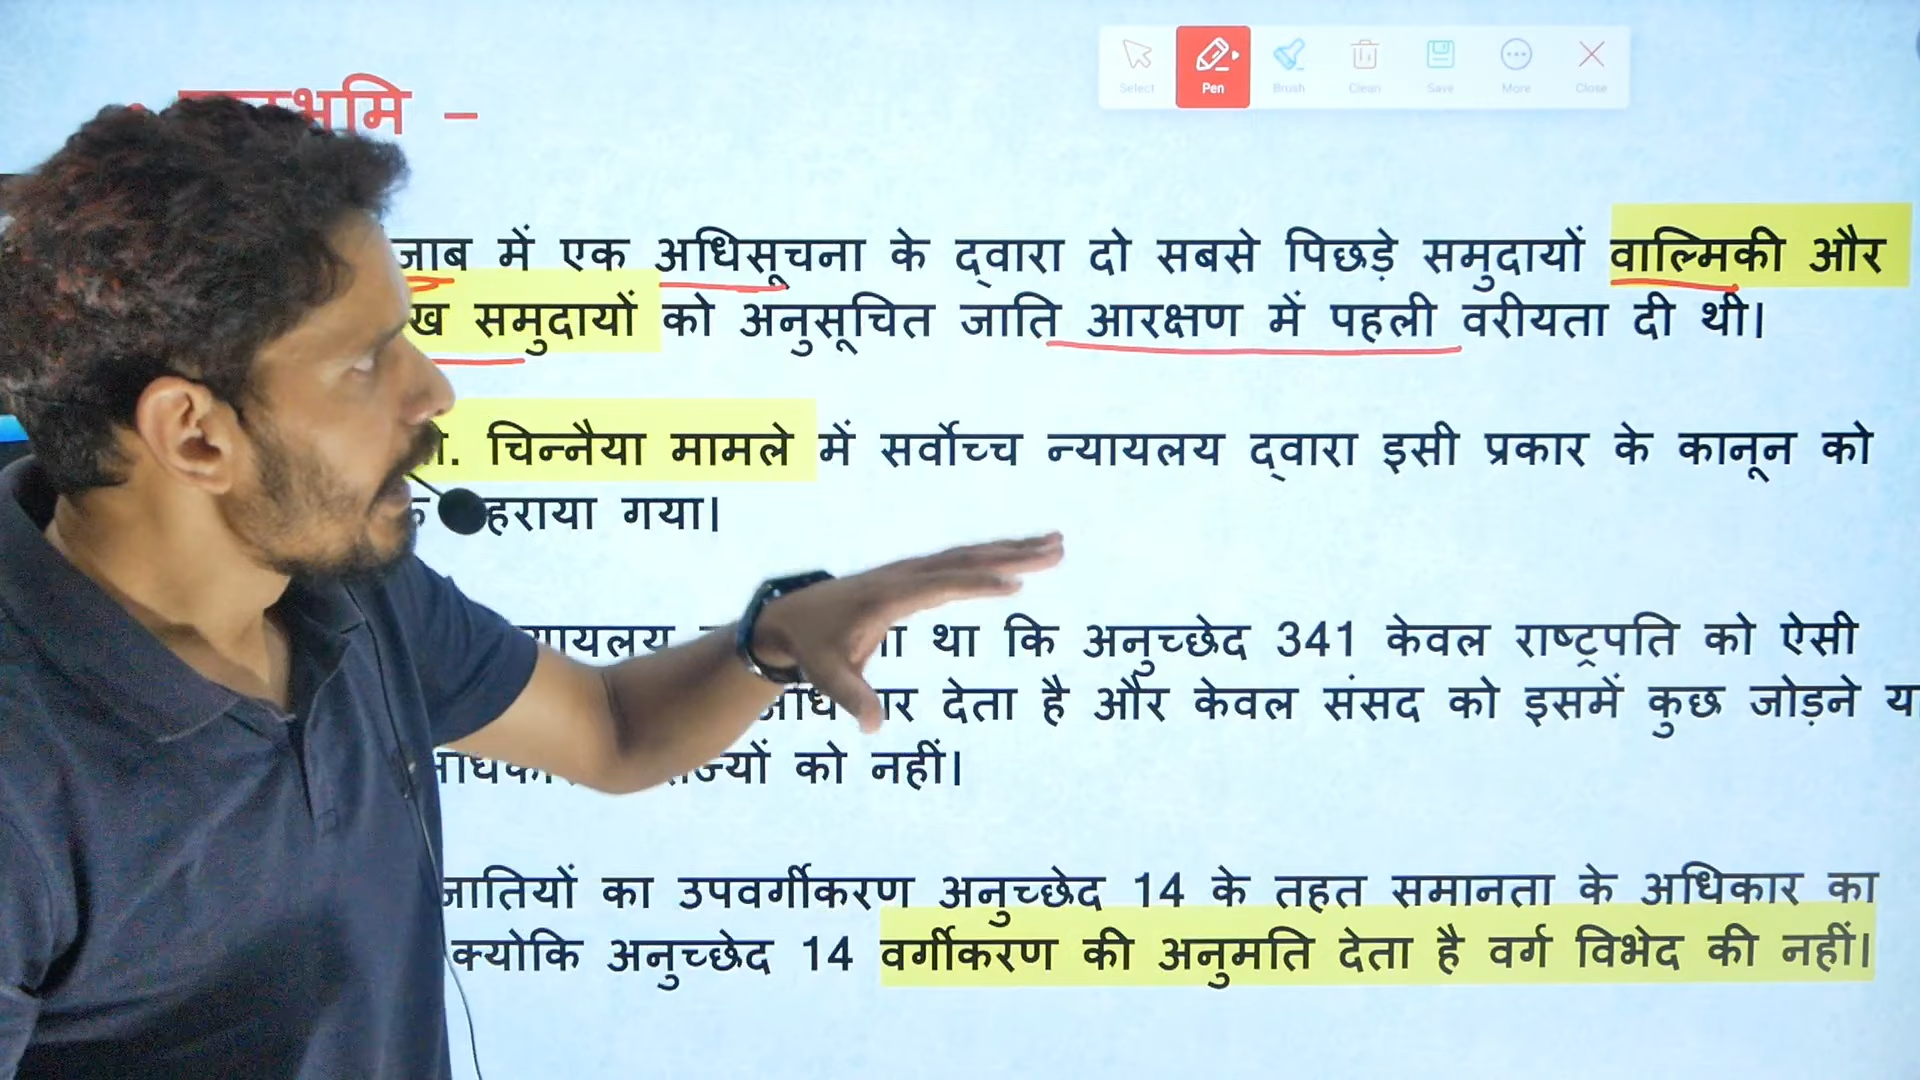 Select Pen Brush Clean Save More Close
–
में एक अधिसूचना के द्वारा दो सबसे पिछड़े समुदायों वाल्मिकी और
समुदायों को अनुसूचित जाति आरक्षण में पहली वरीयता दी थी।
चिन्नैया मामले में सर्वोच्च न्यायलय द्वारा इसी प्रकार के कानून को
गया।
था कि अनुच्छेद 341 केवल राष्ट्रपति को ऐसी
देता है और केवल संसद को इसमें कुछ जोड़ने
को नहीं।
का उपवर्गीकरण अनुच्छेद 14 के तहत समानता के अधिकार का
क्योकि अनुच्छेद 14 वर्गीकरण की अनुमति देता है वर्ग विभेद की नहीं।